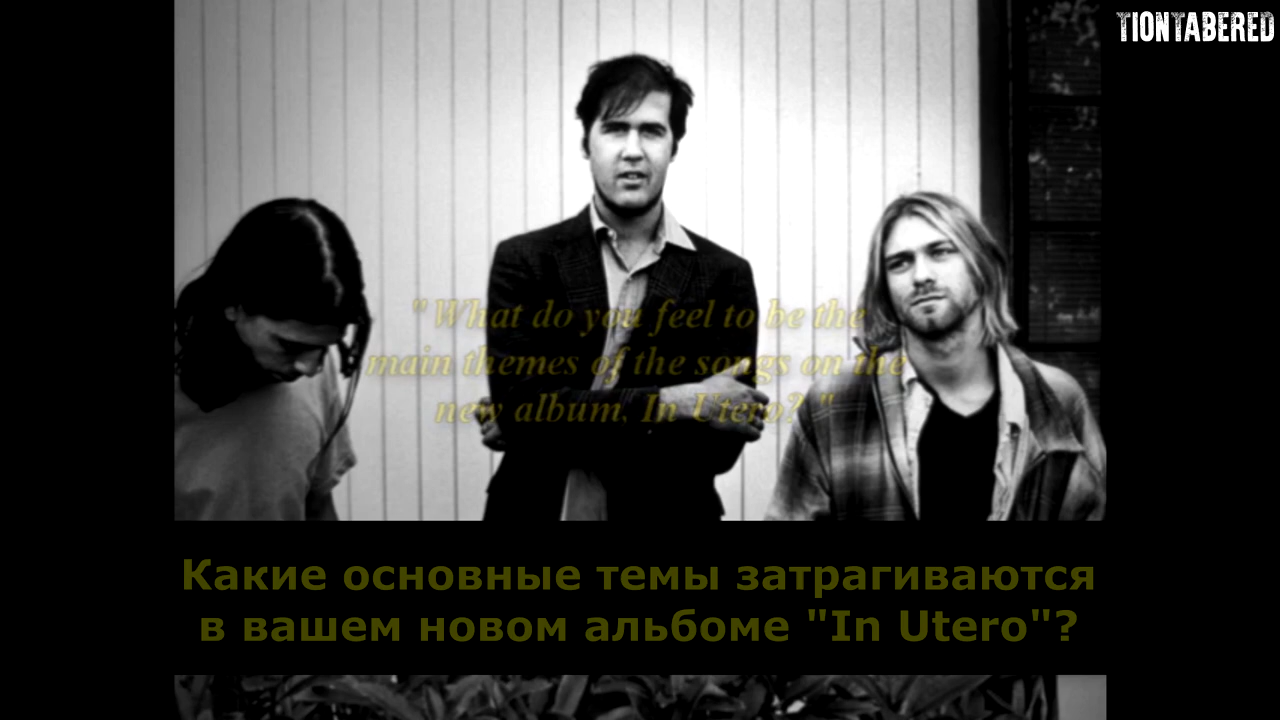 TIONTABERED
"What do you feel to be the
main themes of the songs on the
new album, In Utero? "
Какие основные темы затрагиваются
в вашем новом альбоме "In Utero"?